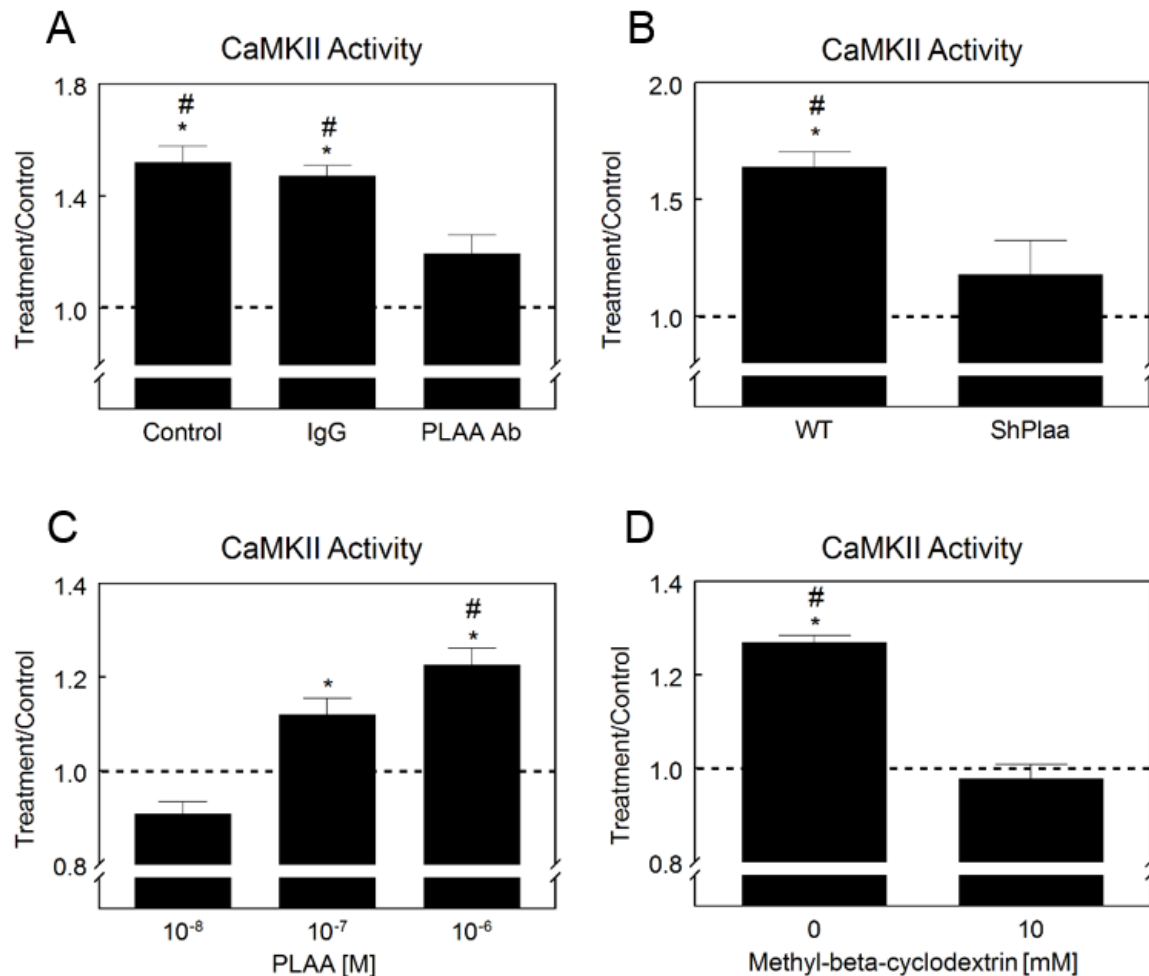 A
CaMKII Activity
Treatment/Control
1.8
1.4
1.0
#
*
#
*
Control IgG PLAA Ab
B
CaMKII Activity
Treatment/Control
2.0
1.5
1.0
#
*
WT ShPlaa
C
CaMKII Activity
Treatment/Control
1.4
1.2
1.0
0.8
*
#
*
10⁻⁸ 10⁻⁷ 10⁻⁶
PLAA [M]
D
CaMKII Activity
Treatment/Control
1.4
1.2
1.0
0.8
#
*
0 10
Methyl-beta-cyclodextrin [mM]